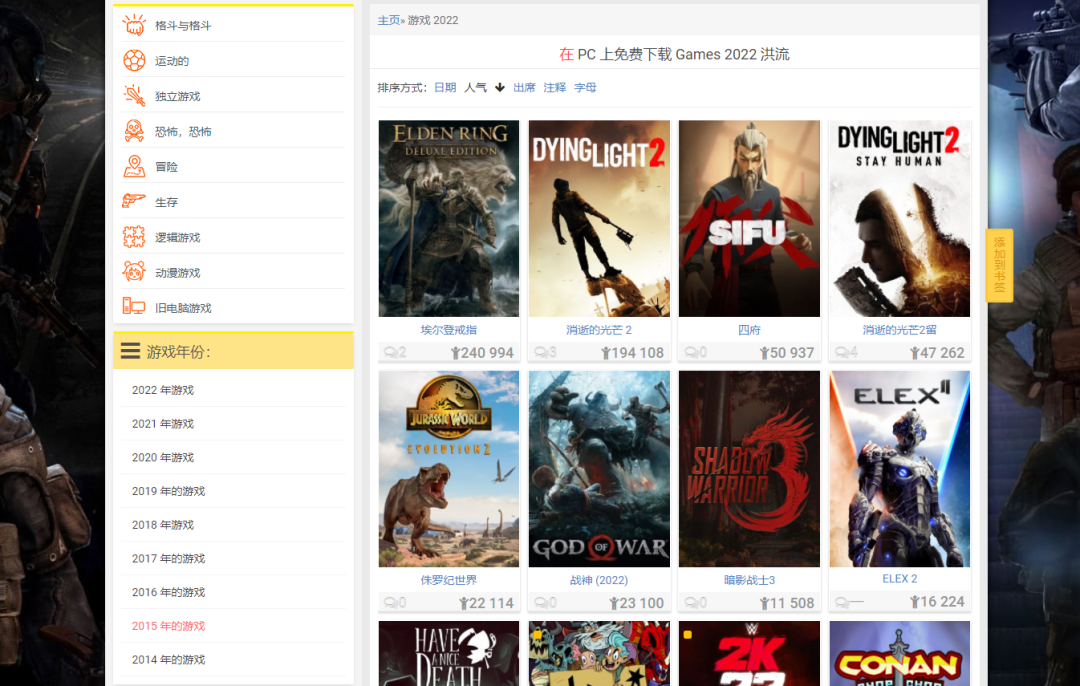 格斗与格斗
运动的
独立游戏
恐怖，恐怖
冒险
生存
逻辑游戏
动漫游戏
旧电脑游戏
游戏年份：
2022 年游戏
2021 年游戏
2020 年游戏
2019 年的游戏
2018 年的游戏
2017 年的游戏
2016 年的游戏
2015 年的游戏
2014 年的游戏
主页» 游戏 2022
在 PC 上免费下载 Games 2022 洪流
排序方式： 日期 人气 出席 注释 字母
ELDEN RING
DELUXE EDITION
埃尔登戒指
2 240 994
DYING LIGHT 2
消逝的光芒 2
3 194 108
SIFU
四府
0 50 937
DYING LIGHT 2
STAY HUMAN
消逝的光芒2留
4 47 262
JURASSIC WORLD
EVOLUTION 2
侏罗纪世界
0 22 114
GOD OF WAR
战神 (2022)
0 23 100
SHADOW
WARRIOR 3
暗影战士3
0 11 508
ELEX II
ELEX 2
— 16 224
HAVE
A NICE
DEATH
2K
22
CONAN
CHOP CHOP
添加到书签